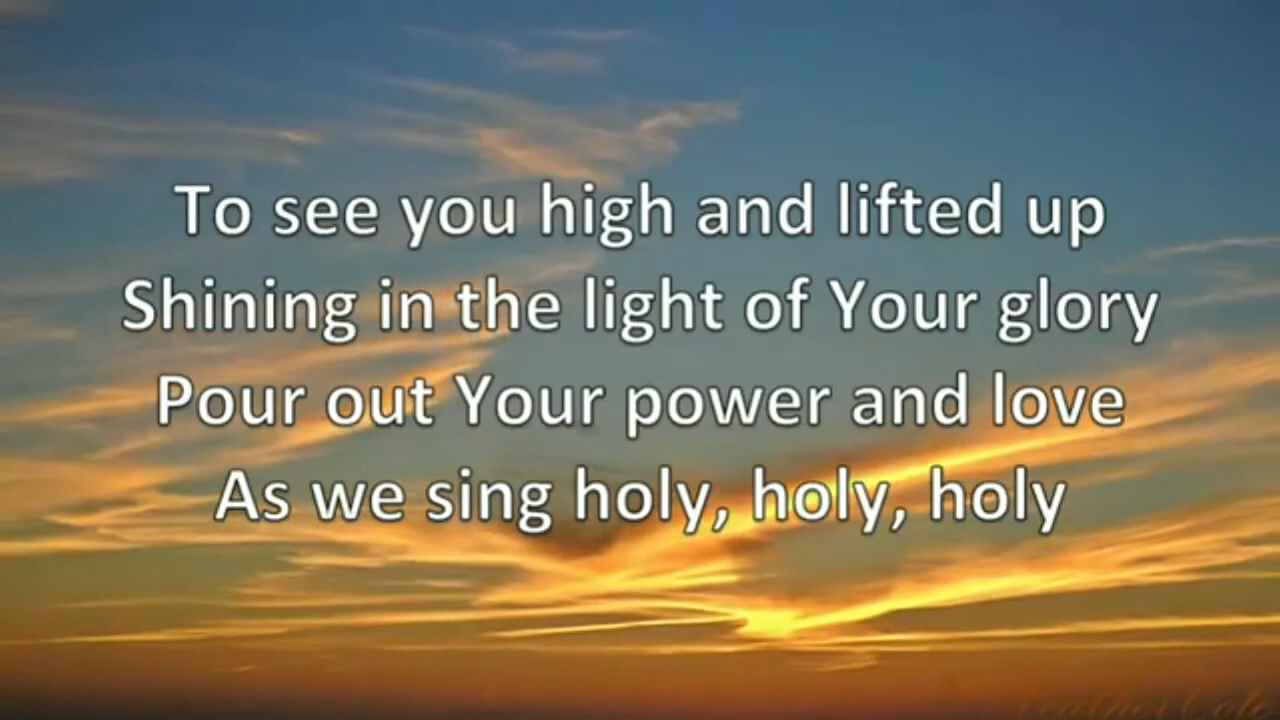 To see you high and lifted up
Shining in the light of Your glory
Pour out Your power and love
As we sing holy, holy, holy